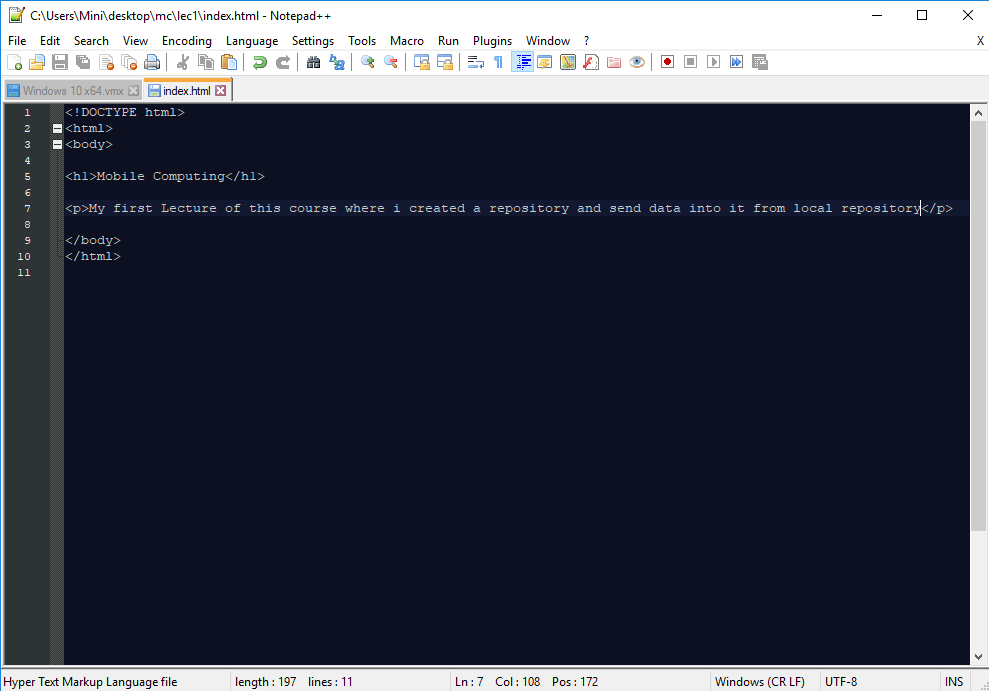 C:\Users\Mini\desktop\mc\lec1\index.html - Notepad++
File Edit Search View Encoding Language Settings Tools Macro Run Plugins Window ? X
Windows 10 x64.vmx index.html
1 <!DOCTYPE html>
2 <html>
3 <body>
4
5 <h1>Mobile Computing</h1>
6
7 <p>My first Lecture of this course where i created a repository and send data into it from local repository</p>
8
9 </body>
10 </html>
11
Hyper Text Markup Language file length : 197 lines : 11 Ln : 7 Col : 108 Pos : 172 Windows (CR LF) UTF-8 INS